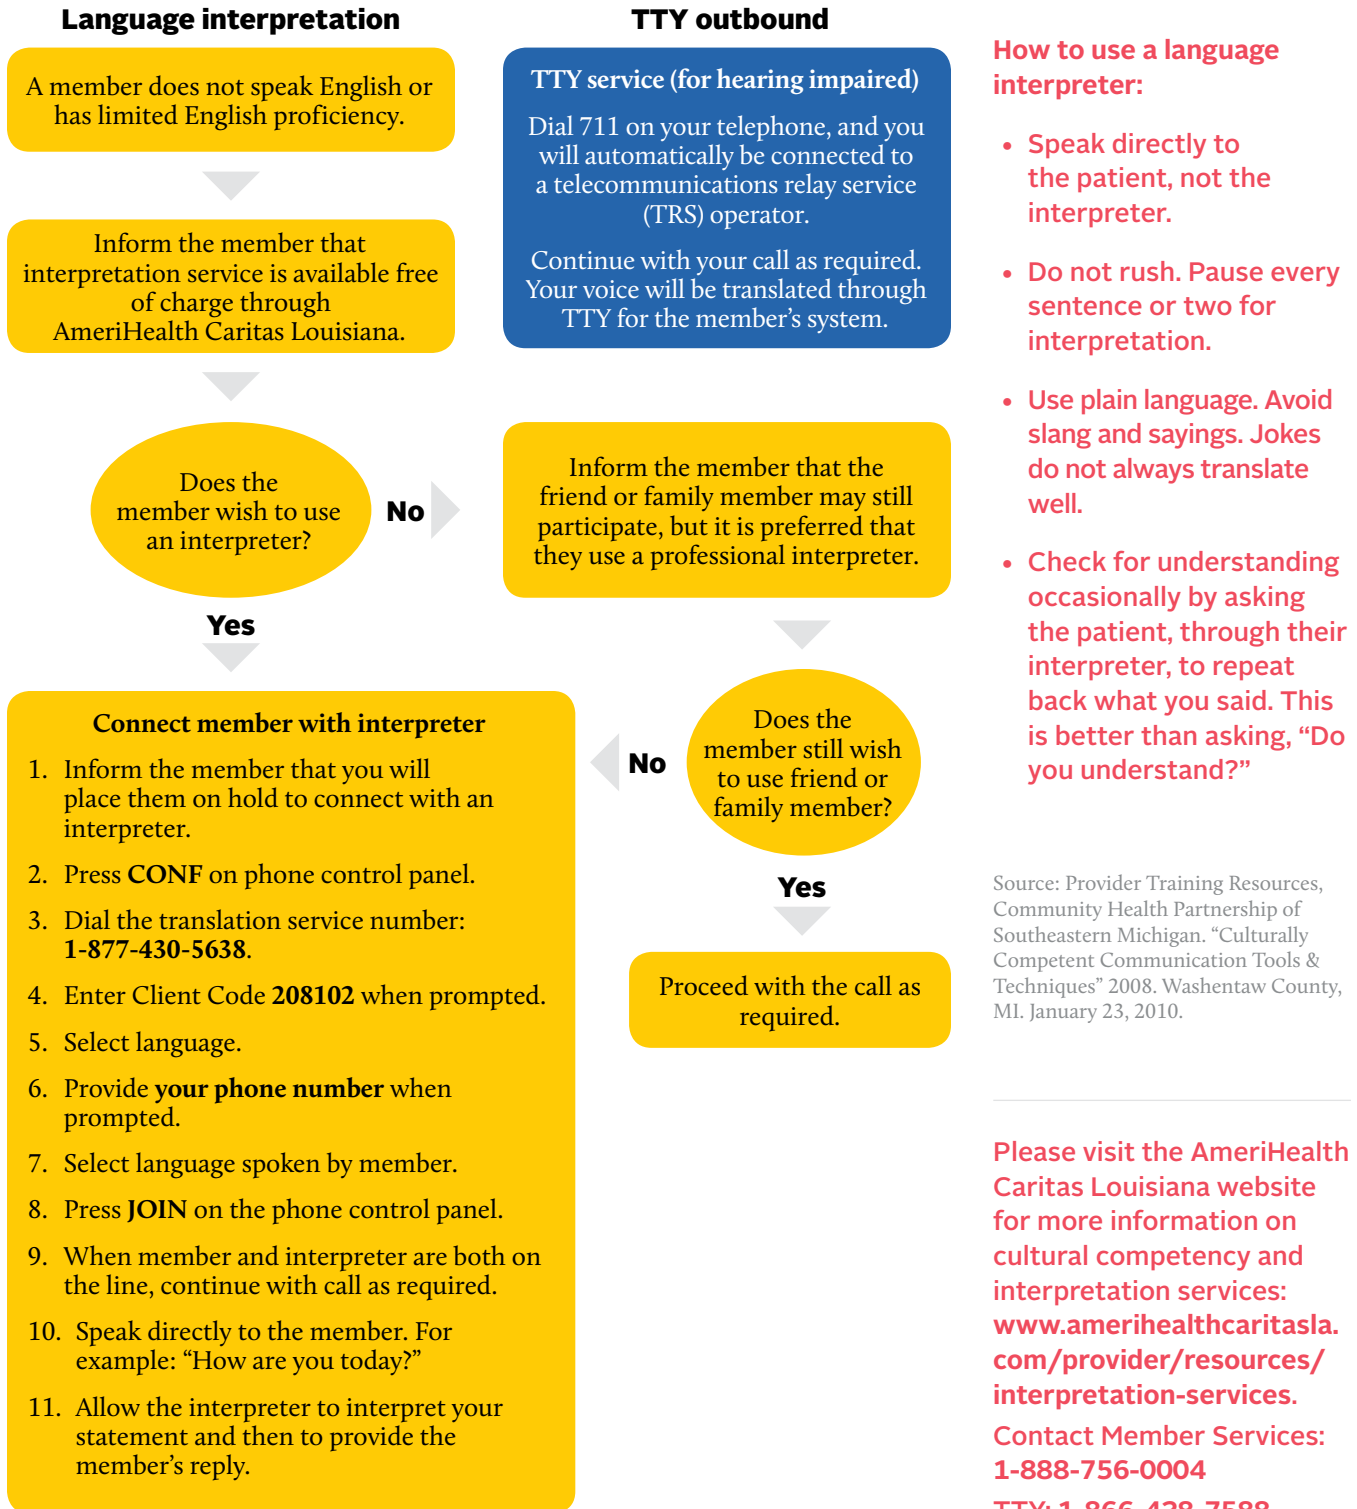 Language interpretation
A member does not speak English or
has limited English proficiency.
Inform the member that
interpretation service is available free
of charge through
AmeriHealth Caritas Louisiana.
Does the
member wish to use
an interpreter?
No
Yes
Connect member with interpreter
1. Inform the member that you will
place them on hold to connect with an
interpreter.
2. Press CONF on phone control panel.
3. Dial the translation service number:
1-877-430-5638.
4. Enter Client Code 208102 when prompted.
5. Select language.
6. Provide your phone number when
prompted.
7. Select language spoken by member.
8. Press JOIN on the phone control panel.
9. When member and interpreter are both on
the line, continue with call as required.
10. Speak directly to the member. For
example: “How are you today?”
11. Allow the interpreter to interpret your
statement and then to provide the
member’s reply.
TTY outbound
TTY service (for hearing impaired)
Dial 711 on your telephone, and you
will automatically be connected to
a telecommunications relay service
(TRS) operator.
Continue with your call as required.
Your voice will be translated through
TTY for the member’s system.
Inform the member that the
friend or family member may still
participate, but it is preferred that
they use a professional interpreter.
Does the
member still wish
to use friend or
family member?
No
Yes
Proceed with the call as
required.
How to use a language
interpreter:
• Speak directly to
the patient, not the
interpreter.
• Do not rush. Pause every
sentence or two for
interpretation.
• Use plain language. Avoid
slang and sayings. Jokes
do not always translate
well.
• Check for understanding
occasionally by asking
the patient, through their
interpreter, to repeat
back what you said. This
is better than asking, “Do
you understand?”
Source: Provider Training Resources,
Community Health Partnership of
Southeastern Michigan. “Culturally
Competent Communication Tools &
Techniques” 2008. Washentaw County,
MI. January 23, 2010.
Please visit the AmeriHealth
Caritas Louisiana website
for more information on
cultural competency and
interpretation services:
www.amerihealthcaritasla.
com/provider/resources/
interpretation-services.
Contact Member Services:
1-888-756-0004
TTY: 1-866-428-7588